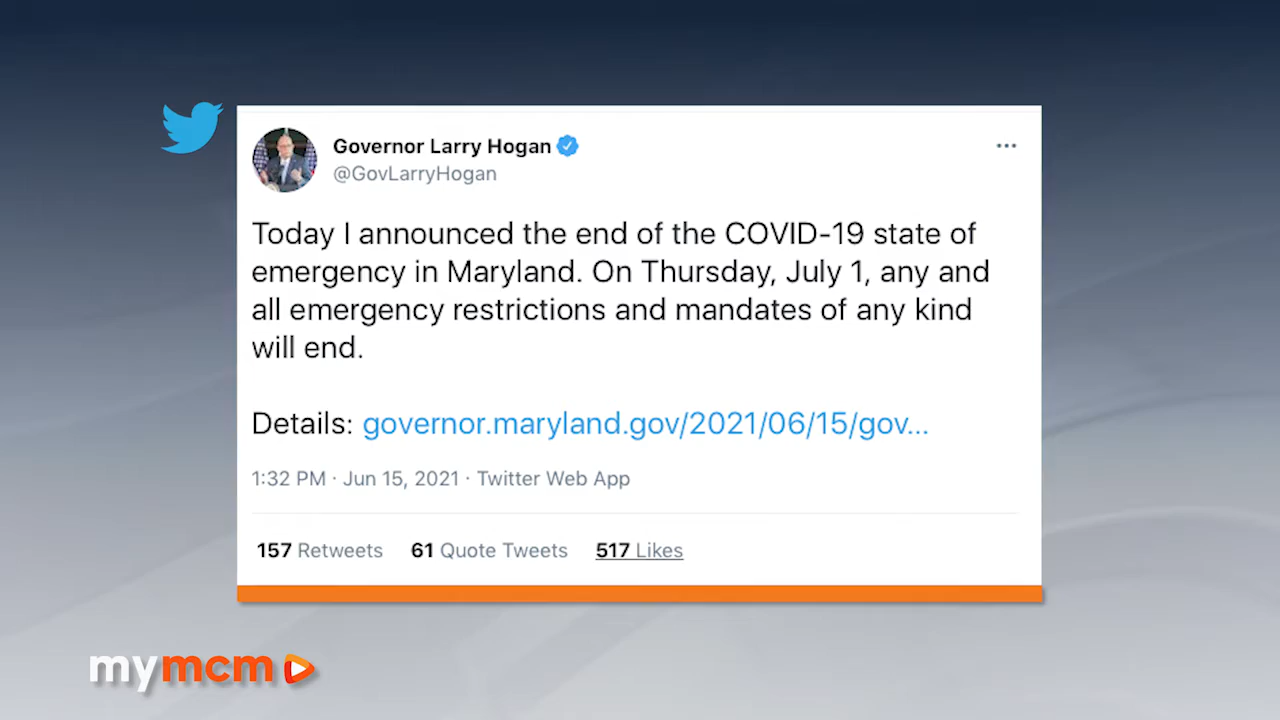 Governor Larry Hogan
@GovLarryHogan
Today I announced the end of the COVID-19 state of
emergency in Maryland. On Thursday, July 1, any and
all emergency restrictions and mandates of any kind
will end.
Details: governor.maryland.gov/2021/06/15/gov...
1:32 PM · Jun 15, 2021 · Twitter Web App
157 Retweets 61 Quote Tweets 517 Likes
mymcm